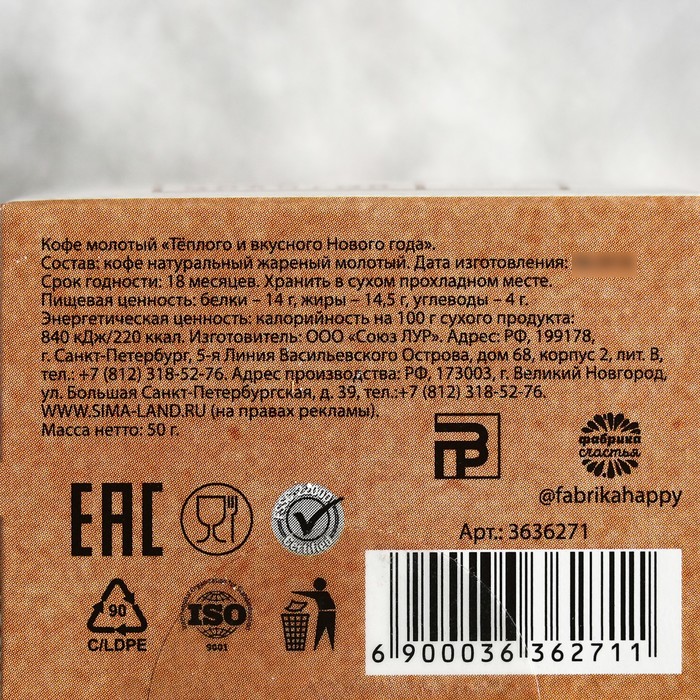 Кофе молотый «Тёплого и вкусного Нового года».
Состав: кофе натуральный жареный молотый. Дата изготовления:
Срок годности: 18 месяцев. Хранить в сухом прохладном месте.
Пищевая ценность: белки – 14 г, жиры – 14,5 г, углеводы – 4 г.
Энергетическая ценность: калорийность на 100 г сухого продукта:
840 кДж/220 ккал. Изготовитель: ООО «Союз ЛУР». Адрес: РФ, 199178,
г. Санкт-Петербург, 5-я Линия Васильевского Острова, дом 68, корпус 2, лит. В,
тел.: +7 (812) 318-52-76. Адрес производства: РФ, 173003, г. Великий Новгород,
ул. Большая Санкт-Петербургская, д. 39, тел.:+7 (812) 318-52-76.
WWW.SIMA-LAND.RU (на правах рекламы).
Масса нетто: 50 г.
фабрика
счастья
@fabrikahappy
EAC
FSSC 22000
Certified
Арт.: 3636271
90
C/LDPE
ISO
9001
6 900036 362711